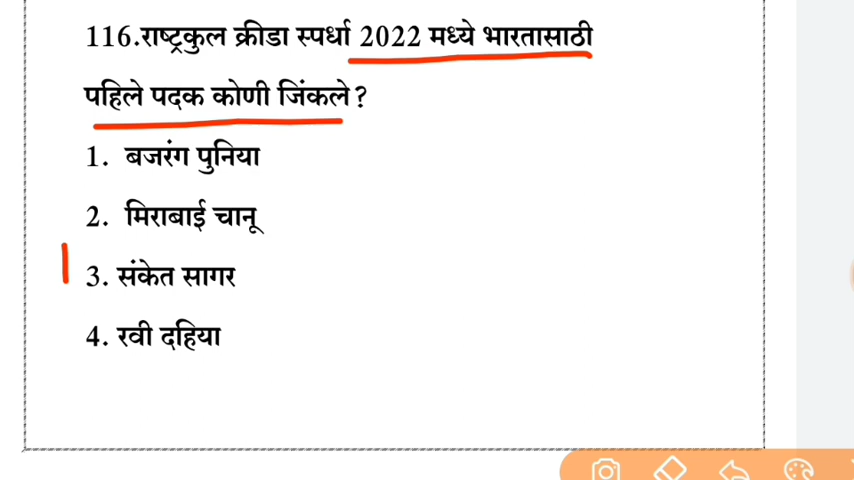 116.राष्ट्रकुल क्रीडा स्पर्धा 2022 मध्ये भारतासाठी
पहिले पदक कोणी जिंकले?
1. बजरंग पुनिया
2. मिराबाई चानू
3. संकेत सागर
4. रवी दहिया